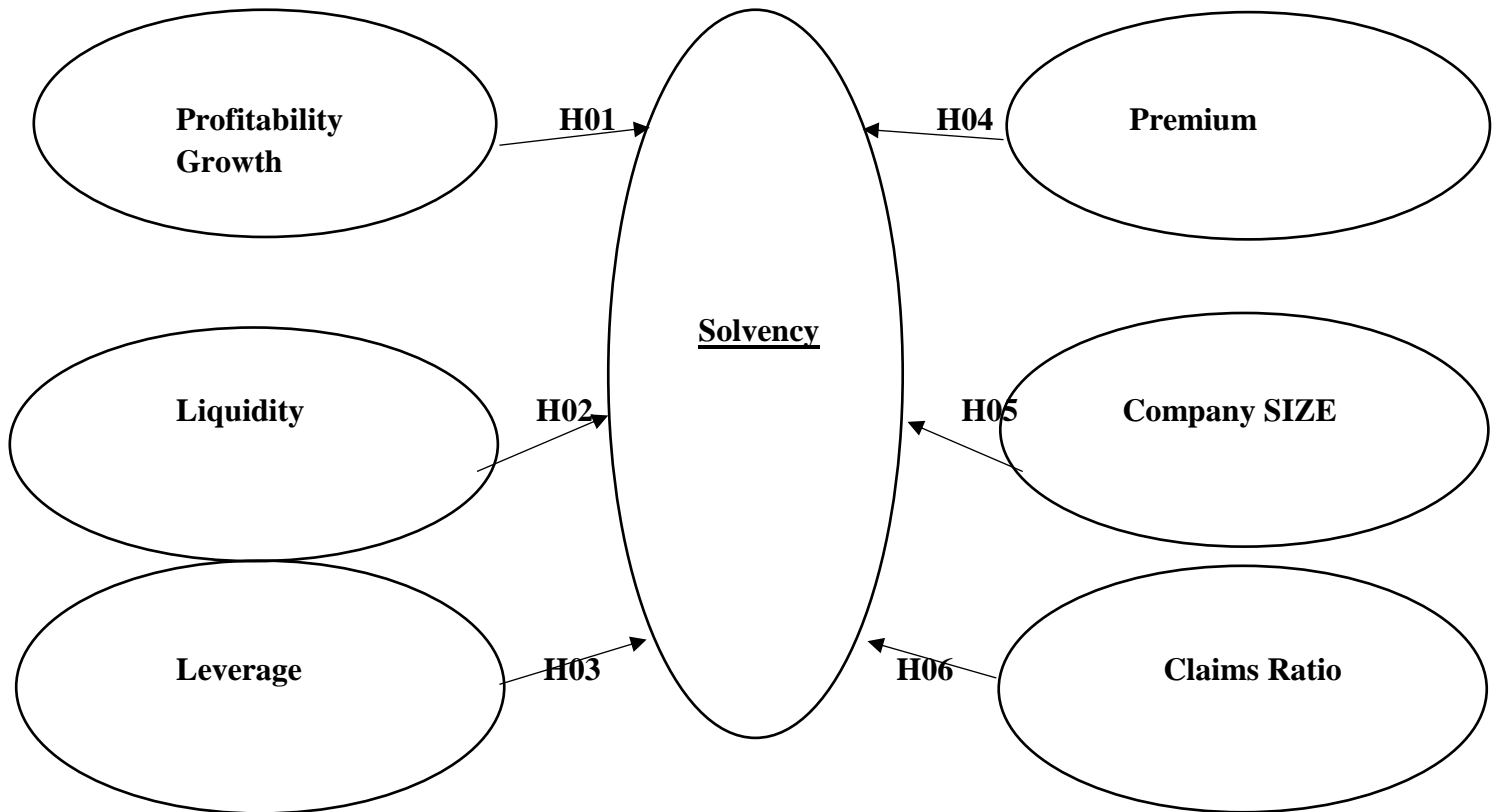 Profitability
Growth
H01
H04
Premium
Solvency
Liquidity
H02
H05
Company SIZE
Leverage
H03
H06
Claims Ratio